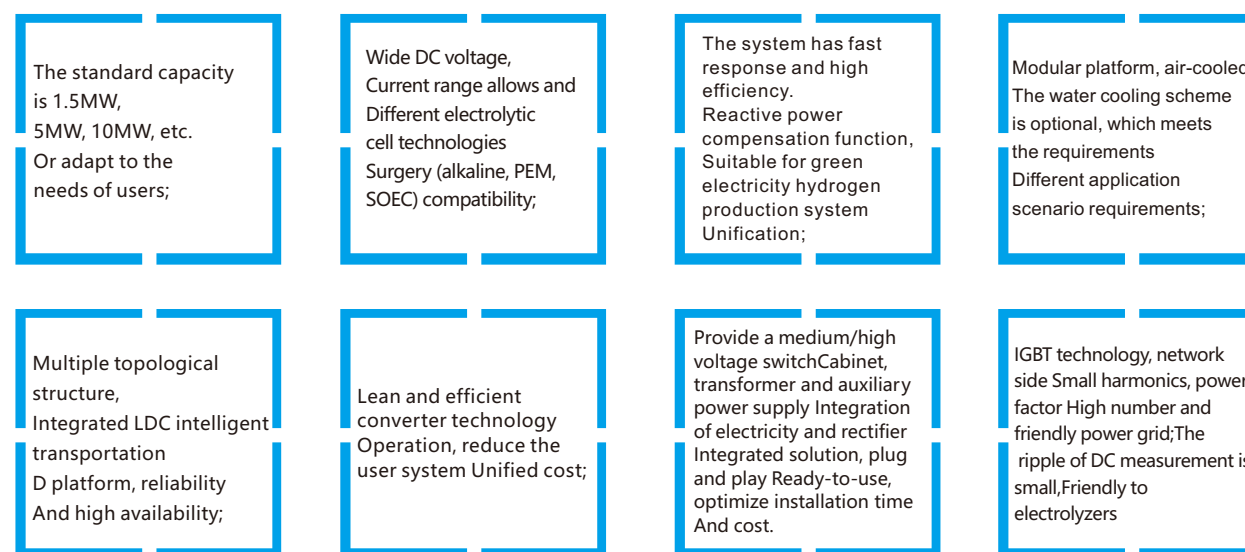 The standard capacity
is 1.5MW,
5MW, 10MW, etc.
Or adapt to the
needs of users;
Wide DC voltage,
Current range allows and
Different electrolytic
cell technologies
Surgery (alkaline, PEM,
SOEC) compatibility;
The system has fast
response and high
efficiency.
Reactive power
compensation function,
Suitable for green
electricity hydrogen
production system
Unification;
Modular platform, air-cooled
The water cooling scheme
is optional, which meets
the requirements
Different application
scenario requirements;
Multiple topological
structure,
Integrated LDC intelligent
transportation
D platform, reliability
And high availability;
Lean and efficient
converter technology
Operation, reduce the
user system Unified cost;
Provide a medium/high
voltage switchCabinet,
transformer and auxiliary
power supply Integration
of electricity and rectifier
Integrated solution, plug
and play Ready-to-use,
optimize installation time
And cost.
IGBT technology, network
side Small harmonics, power
factor High number and
friendly power grid;The
ripple of DC measurement is
small,Friendly to
electrolyzers